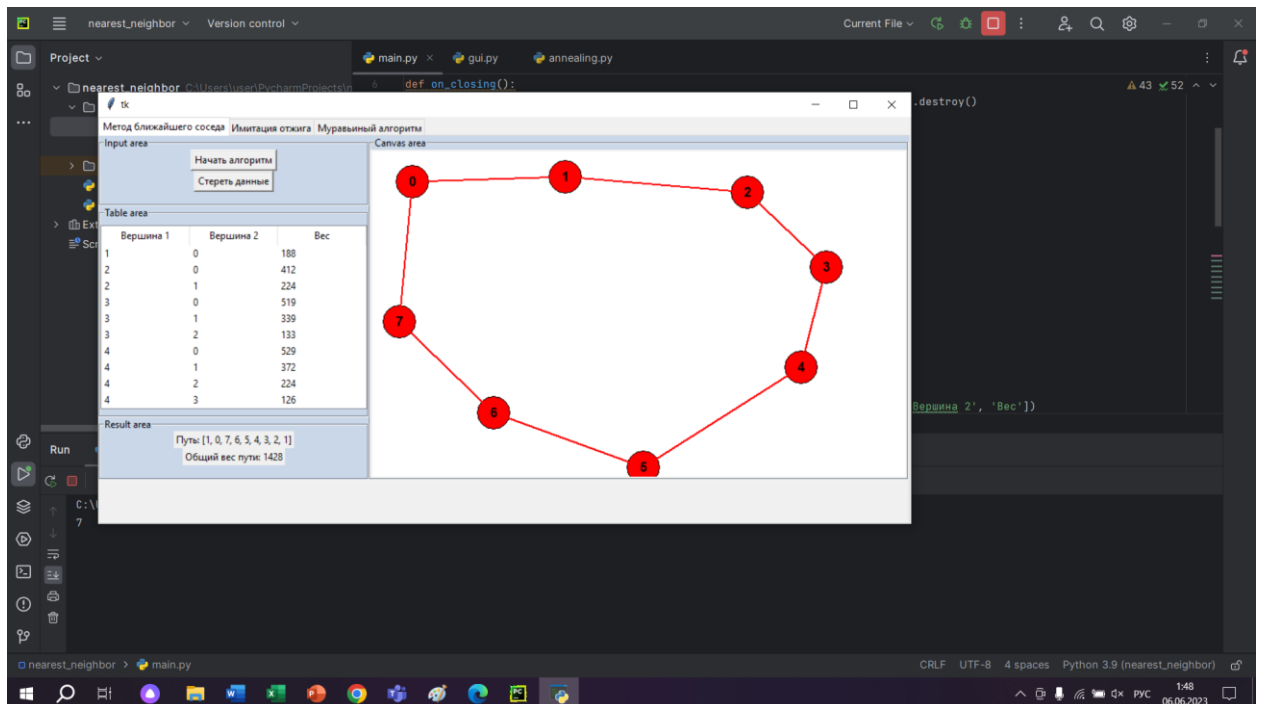 nearest_neighbor Version control Current File
Project
main.py gui.py annealing.py
nearest_neighbor C:\Users\user\PycharmProjects\n
6 def on_closing():
43 52
tk
.destroy()
Метод ближайшего соседа Имитация отжига Муравьиный алгоритм
Input area
Начать алгоритм
Стереть данные
Table area
Вершина 1 Вершина 2 Вес
1 0 188
2 0 412
2 1 224
3 0 519
3 1 339
3 2 133
4 0 529
4 1 372
4 2 224
4 3 126
Result area
Путь: [1, 0, 7, 6, 5, 4, 3, 2, 1]
Общий вес пути: 1428
Canvas area
0
1
2
3
7
4
6
5
Ext
Scr
Вершина 2', 'Вес'])
Run
C:\
7
nearest_neighbor > main.py
CRLF UTF-8 4 spaces Python 3.9 (nearest_neighbor)
РУС
1:48
06.06.2023